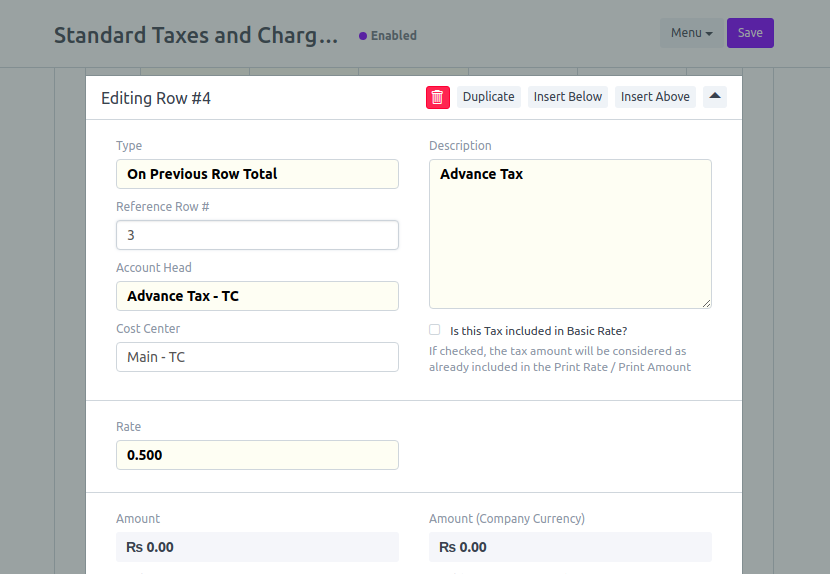 Standard Taxes and Charg...
Enabled
Menu
Save
Editing Row #4
Duplicate
Insert Below
Insert Above
Type
On Previous Row Total
Reference Row #
3
Account Head
Advance Tax - TC
Cost Center
Main - TC
Description
Advance Tax
Is this Tax included in Basic Rate?
If checked, the tax amount will be considered as
already included in the Print Rate / Print Amount
Rate
0.500
Amount
₨ 0.00
Amount (Company Currency)
₨ 0.00